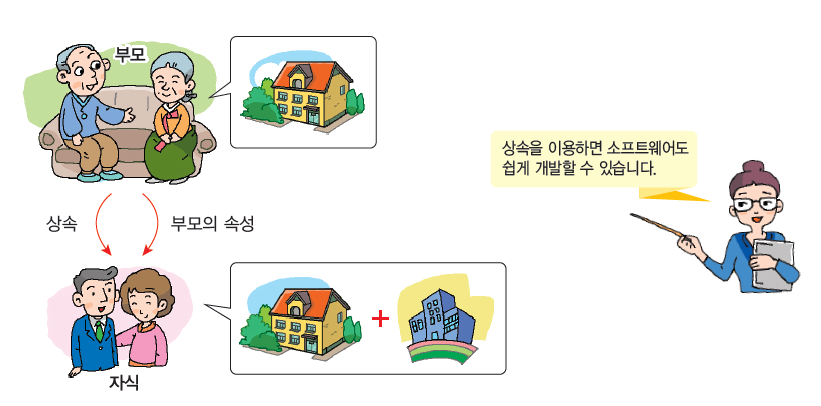 부모
상속을 이용하면 소프트웨어도
쉽게 개발할 수 있습니다.
상속
부모의 속성
자식